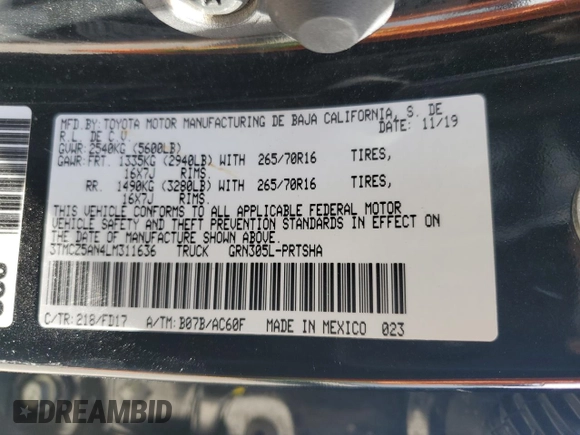 MFD.BY:TOYOTA MOTOR MANUFACTURING DE BAJA CALIFORNIA, S. DE
R.L. DE C.V. DATE: 11/19
GVWR:2540KG (5600LB)
GAWR:FRT. 1335KG (2940LB) WITH 265/70R16 TIRES,
16X7J RIMS.
RR. 1490KG (3280LB) WITH 265/70R16 TIRES,
16X7J RIMS.
THIS VEHICLE CONFORMS TO ALL APPLICABLE FEDERAL MOTOR
VEHICLE SAFETY AND THEFT PREVENTION STANDARDS IN EFFECT ON
THE DATE OF MANUFACTURE SHOWN ABOVE.
3TMCZ5AN4LM311636 TRUCK GRN305L-PRTSHA
C/TR:218/FD17 A/TM:B07B/AC60F MADE IN MEXICO 023
DREAMBID